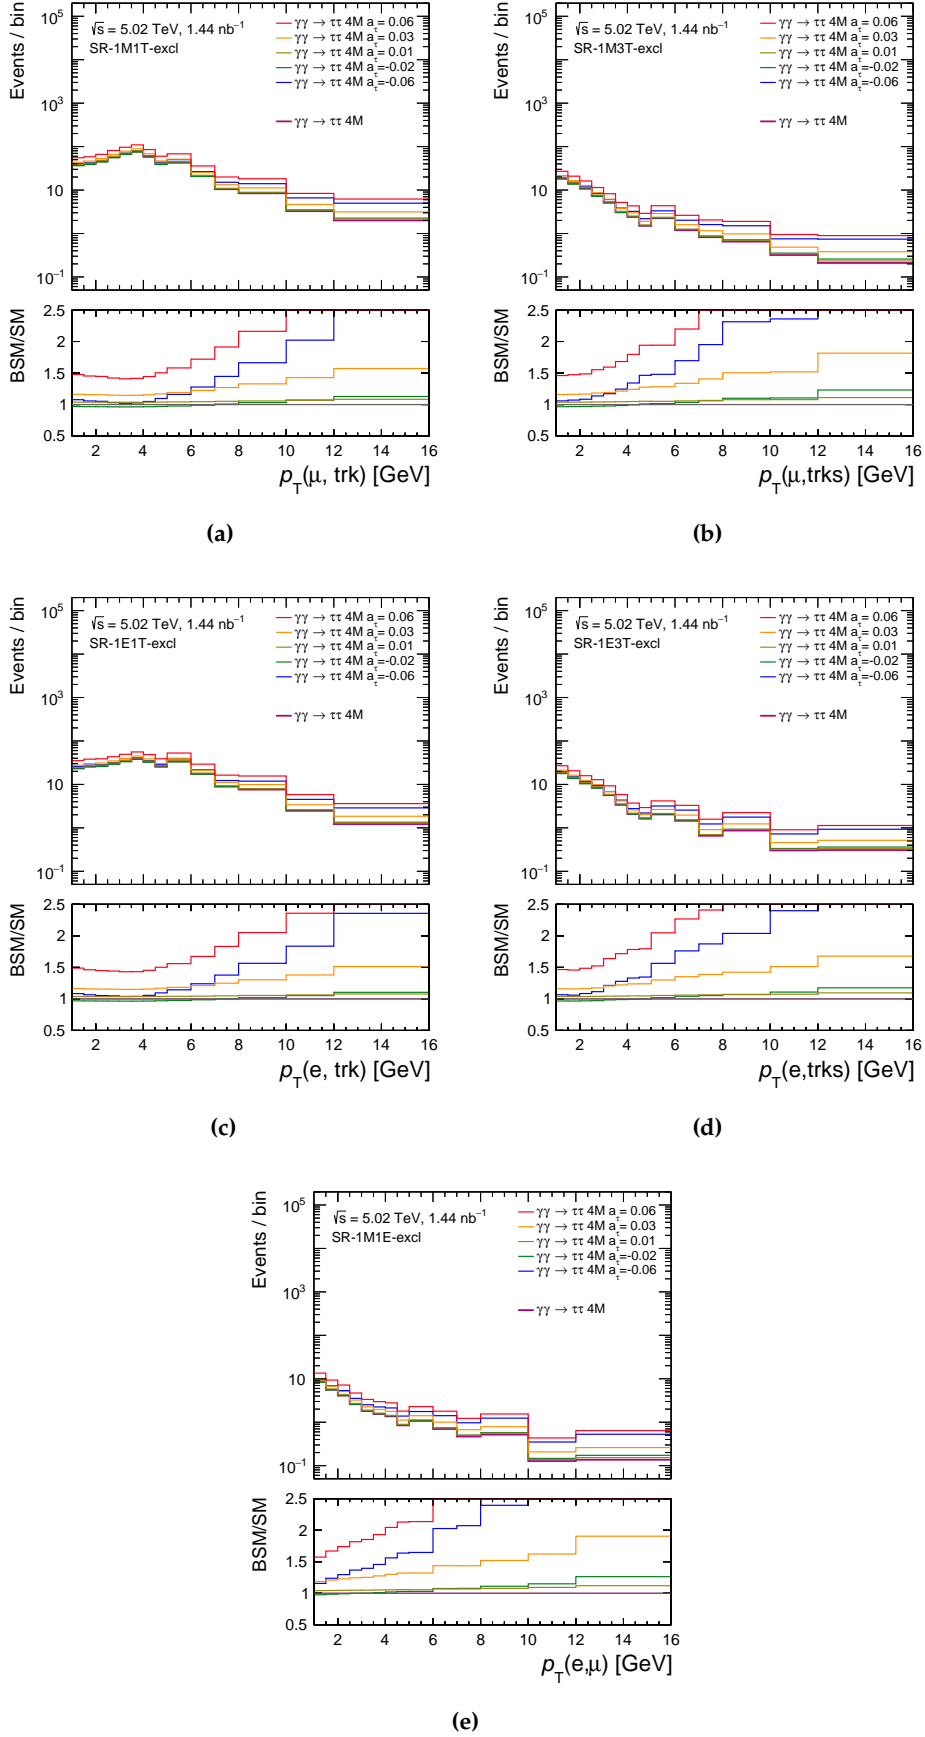 Events / bin
10⁵
10³
10
10⁻¹
√s = 5.02 TeV, 1.44 nb⁻¹
SR-1M1T-excl
γγ → ττ 4M a_τ= 0.06
γγ → ττ 4M a_τ= 0.03
γγ → ττ 4M a_τ= 0.01
γγ → ττ 4M a_τ=-0.02
γγ → ττ 4M a_τ=-0.06
γγ → ττ 4M
BSM/SM
2.5
2
1.5
1
0.5
2 4 6 8 10 12 14 16
p_T(μ, trk) [GeV]
(a)
Events / bin
10⁵
10³
10
10⁻¹
√s = 5.02 TeV, 1.44 nb⁻¹
SR-1M3T-excl
γγ → ττ 4M a_τ= 0.06
γγ → ττ 4M a_τ= 0.03
γγ → ττ 4M a_τ= 0.01
γγ → ττ 4M a_τ=-0.02
γγ → ττ 4M a_τ=-0.06
γγ → ττ 4M
BSM/SM
2.5
2
1.5
1
0.5
2 4 6 8 10 12 14 16
p_T(μ,trks) [GeV]
(b)
Events / bin
10⁵
10³
10
10⁻¹
√s = 5.02 TeV, 1.44 nb⁻¹
SR-1E1T-excl
γγ → ττ 4M a_τ= 0.06
γγ → ττ 4M a_τ= 0.03
γγ → ττ 4M a_τ= 0.01
γγ → ττ 4M a_τ=-0.02
γγ → ττ 4M a_τ=-0.06
γγ → ττ 4M
BSM/SM
2.5
2
1.5
1
0.5
2 4 6 8 10 12 14 16
p_T(e, trk) [GeV]
(c)
Events / bin
10⁵
10³
10
10⁻¹
√s = 5.02 TeV, 1.44 nb⁻¹
SR-1E3T-excl
γγ → ττ 4M a_τ= 0.06
γγ → ττ 4M a_τ= 0.03
γγ → ττ 4M a_τ= 0.01
γγ → ττ 4M a_τ=-0.02
γγ → ττ 4M a_τ=-0.06
γγ → ττ 4M
BSM/SM
2.5
2
1.5
1
0.5
2 4 6 8 10 12 14 16
p_T(e,trks) [GeV]
(d)
Events / bin
10⁵
10³
10
10⁻¹
√s = 5.02 TeV, 1.44 nb⁻¹
SR-1M1E-excl
γγ → ττ 4M a_τ= 0.06
γγ → ττ 4M a_τ= 0.03
γγ → ττ 4M a_τ= 0.01
γγ → ττ 4M a_τ=-0.02
γγ → ττ 4M a_τ=-0.06
γγ → ττ 4M
BSM/SM
2.5
2
1.5
1
0.5
2 4 6 8 10 12 14 16
p_T(e,μ) [GeV]
(e)